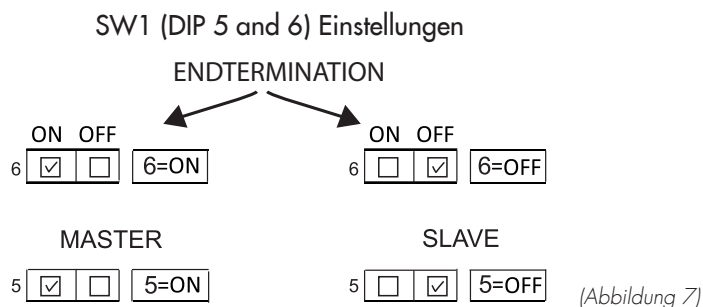 SW1 (DIP 5 and 6) Einstellungen
ENDTERMINATION
ON OFF ON OFF
6 6=ON 6 6=OFF
MASTER SLAVE
5 5=ON 5 5=OFF (Abbildung 7)